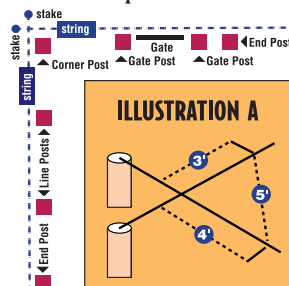 stake
stake
string
string
Gate
End Post
Corner Post
Gate Post
Gate Post
Line Posts
End Post
ILLUSTRATION A
3'
5'
4'